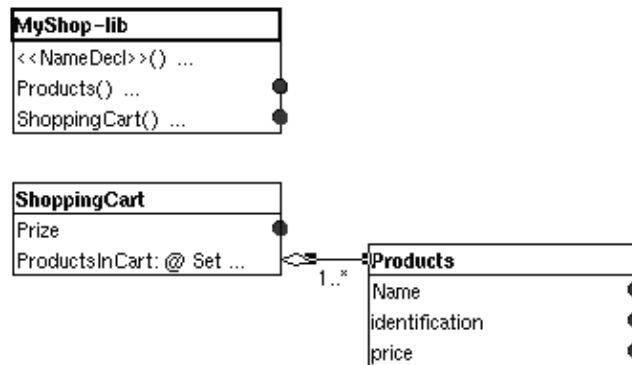 MyShop-lib
<<NameDecl>>() ...
Products() ...
ShoppingCart() ...
ShoppingCart
Prize
ProductsInCart: @ Set ...
1..*
Products
Name
identification
price